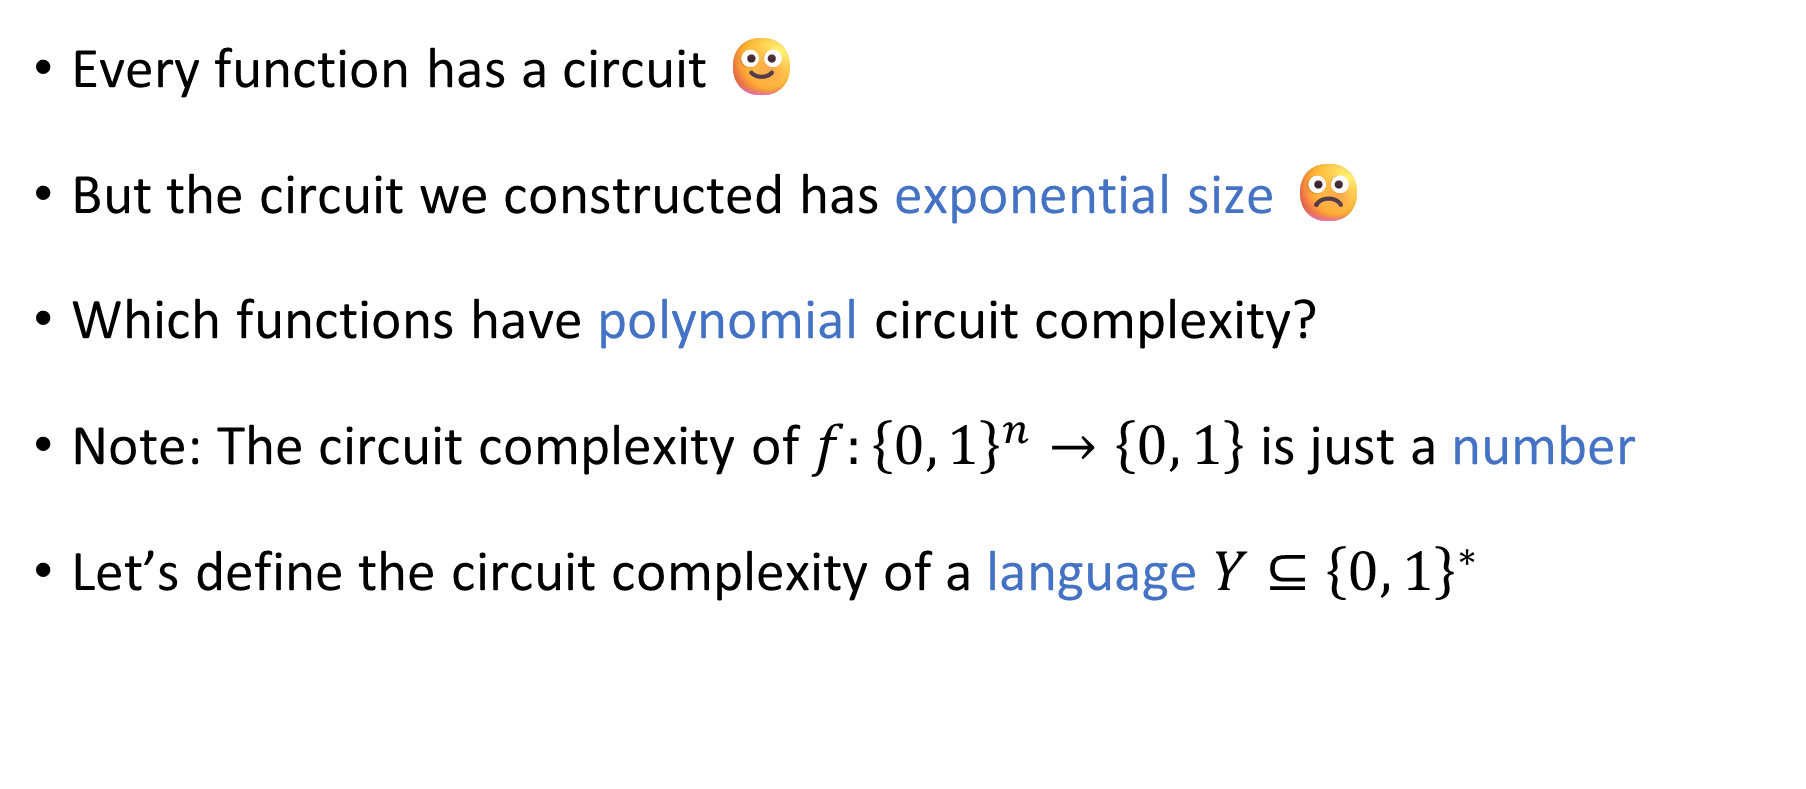 • Every function has a circuit 🙂
• But the circuit we constructed has exponential size ☹️
• Which functions have polynomial circuit complexity?
• Note: The circuit complexity of 𝑓: {0, 1}ⁿ → {0, 1} is just a number
• Let’s define the circuit complexity of a language 𝑌 ⊆ {0, 1}*